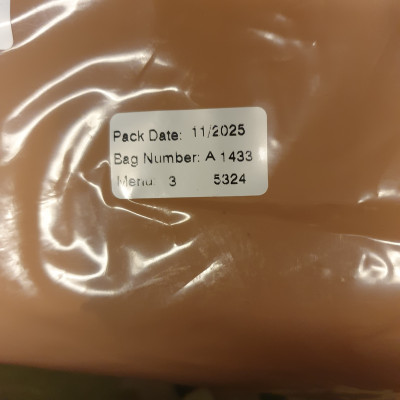 Pack Date: 11/2025
Bag Number: A 1433
Menu: 3 5324